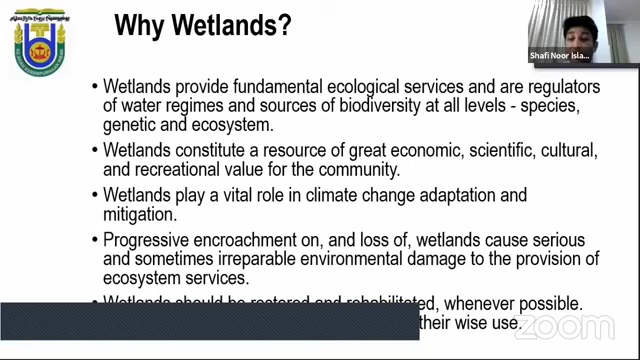 Why Wetlands?
Shafi Noor Isla...
• Wetlands provide fundamental ecological services and are regulators
of water regimes and sources of biodiversity at all levels - species,
genetic and ecosystem.
• Wetlands constitute a resource of great economic, scientific, cultural,
and recreational value for the community.
• Wetlands play a vital role in climate change adaptation and
mitigation.
• Progressive encroachment on, and loss of, wetlands cause serious
and sometimes irreparable environmental damage to the provision of
ecosystem services.
• Wetlands should be restored and rehabilitated, whenever possible.
their wise use.
zoom